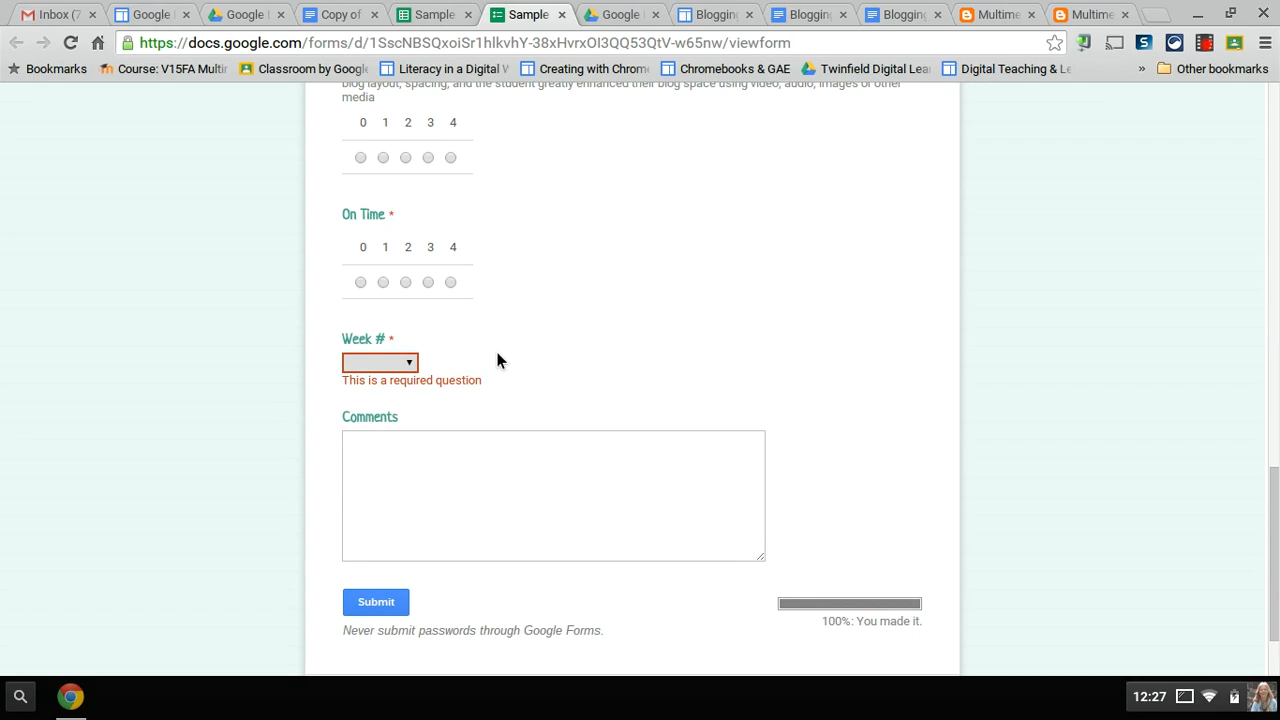 Inbox
Google
Google
Copy o
Sample
Sample
Google
Blogging
Blogging
Blogging
Multime
Multime
https://docs.google.com/forms/d/1SscNBSQxoiSr1hlkvhY-38xHvrxOI3QQ53QtV-w65nw/viewform
Bookmarks Course: V15FA Multi Classroom by Google Literacy in a Digital Creating with Chrome Chromebooks & GAE Twinfield Digital Lea Digital Teaching & Le » Other bookmarks
blog layout, spacing, and the student greatly enhanced their blog space using video, audio, images or other
media
0 1 2 3 4
On Time *
0 1 2 3 4
Week # *
This is a required question
Comments
Submit
100%: You made it.
Never submit passwords through Google Forms.
12:27